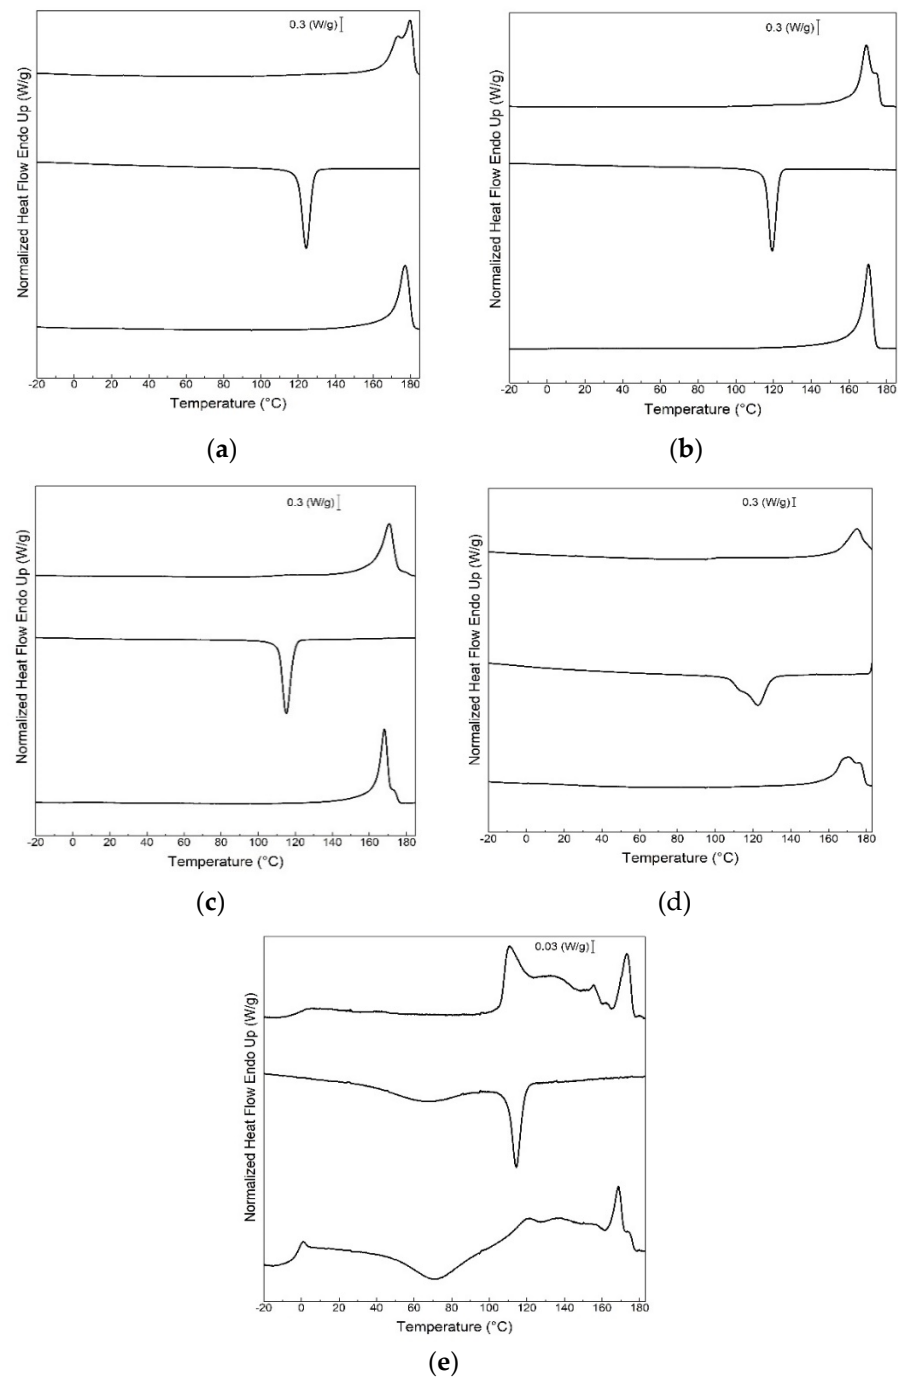 0.3 (W/g)
Normalized Heat Flow Endo Up (W/g)
-20 0 20 40 60 80 100 120 140 160 180
Temperature (°C)
(a)
0.3 (W/g)
Normalized Heat Flow Endo Up (W/g)
-20 0 20 40 60 80 100 120 140 160 180
Temperature (°C)
(b)
0.3 (W/g)
Normalized Heat Flow Endo Up (W/g)
-20 0 20 40 60 80 100 120 140 160 180
Temperature (°C)
(c)
0.3 (W/g)
Normalized Heat Flow Endo Up (W/g)
-20 0 20 40 60 80 100 120 140 160 180
Temperature (°C)
(d)
0.03 (W/g)
Normalized Heat Flow Endo Up (W/g)
-20 0 20 40 60 80 100 120 140 160 180
Temperature (°C)
(e)